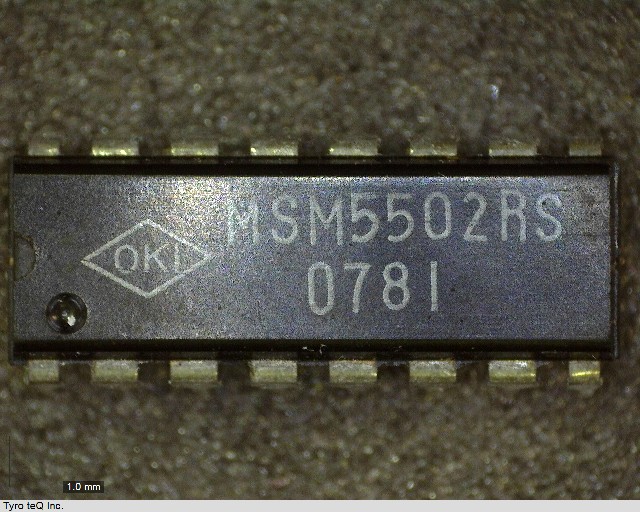 MSM5502RS
OKI
0781
1.0 mm
Tyro teQ Inc.